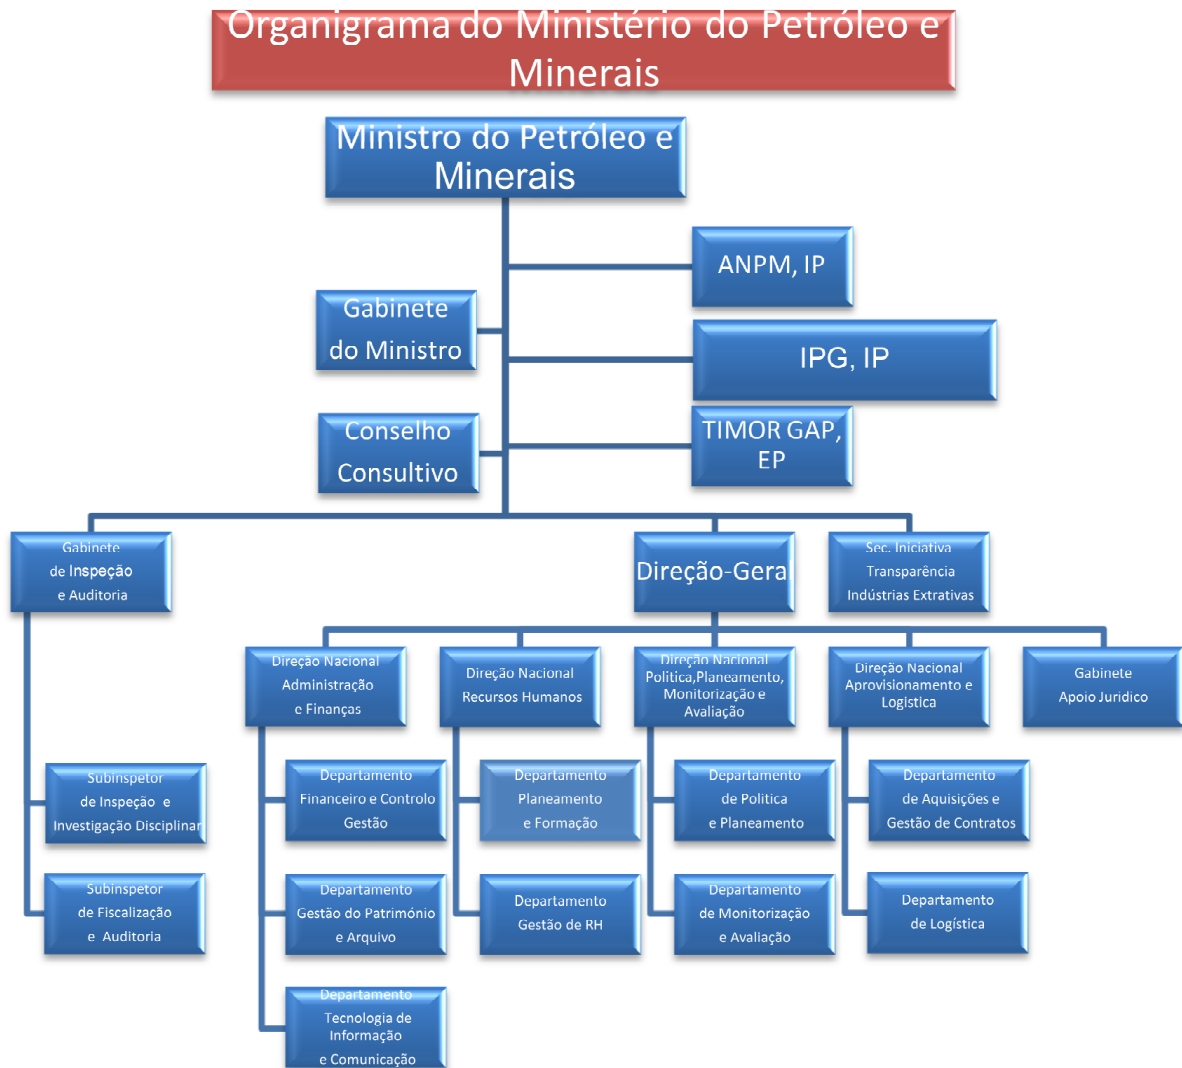 Organigrama do Ministério do Petróleo e
Minerais
Ministro do Petróleo e
Minerais
ANPM, IP
Gabinete
do Ministro
IPG, IP
Conselho
Consultivo
TIMOR GAP,
EP
Gabinete
de Inspeção
e Auditoria
Direção-Geral
Sec. Iniciativa
Transparência
Indústrias Extrativas
Direção Nacional
Administração
e Finanças
Direção Nacional
Recursos Humanos
Direção Nacional
Politica,Planeamento,
Monitorização e
Avaliação
Direção Nacional
Aprovisionamento e
Logistica
Gabinete
Apoio Juridico
Subinspetor
de Inspeção e
Investigação Disciplinar
Departamento
Financeiro e Controlo
Gestão
Departamento
Planeamento
e Formação
Departamento
de Politica
e Planeamento
Departamento
de Aquisições e
Gestão de Contratos
Subinspetor
de Fiscalização
e Auditoria
Departamento
Gestão do Património
e Arquivo
Departamento
Gestão de RH
Departamento
de Monitorização
e Avaliação
Departamento
de Logística
Departamento
Tecnologia de
Informação
e Comunicação